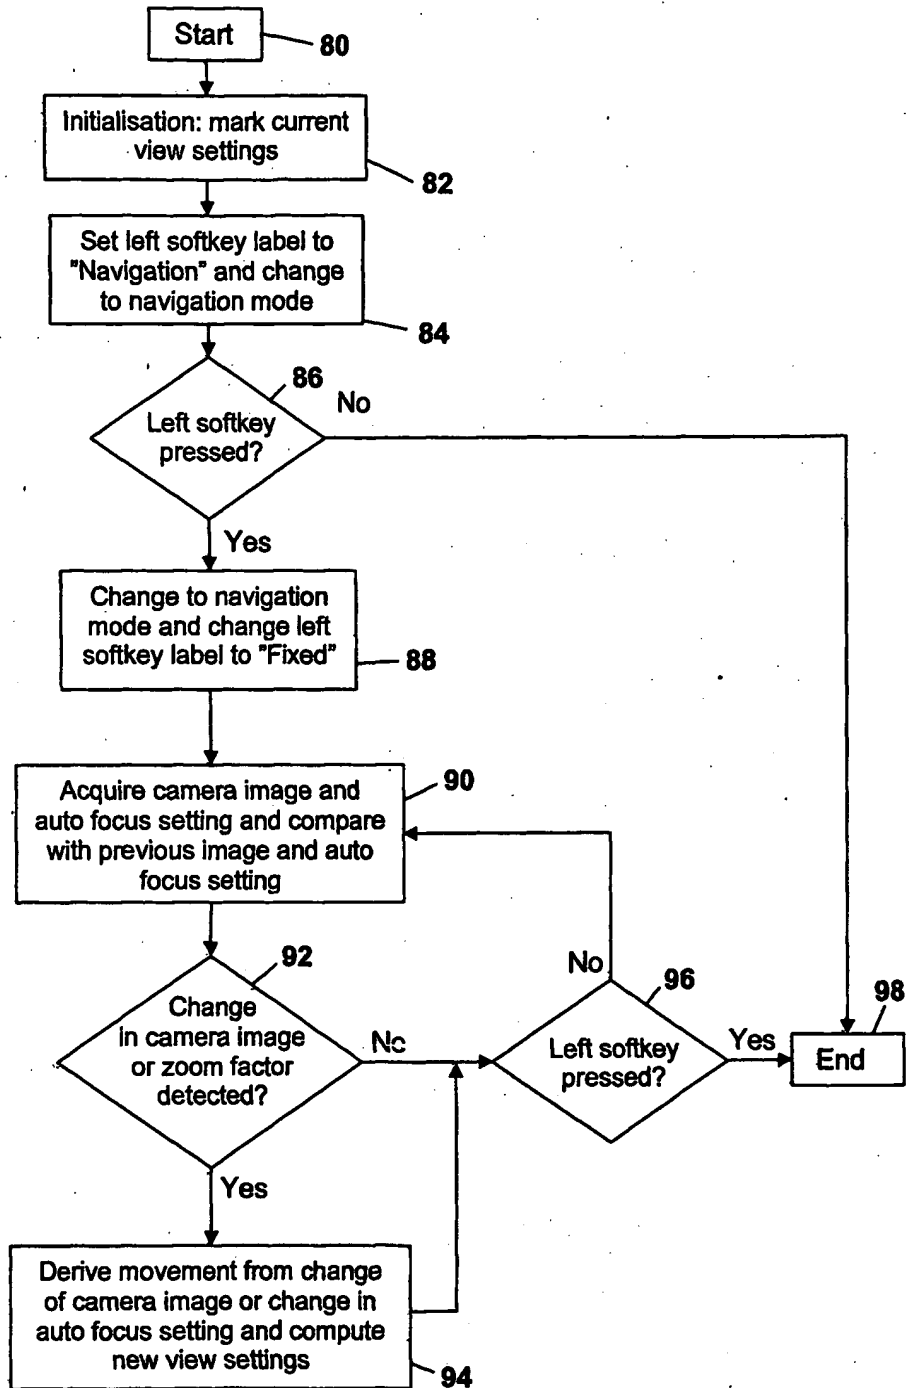 Start
80
Initialisation: mark current
view settings
82
Set left softkey label to
"Navigation" and change
to navigation mode
84
86
No
Left softkey
pressed?
Yes
Change to navigation
mode and change left
softkey label to "Fixed"
88
90
Acquire camera image and
auto focus setting and compare
with previous image and auto
focus setting
92
Change
in camera image
or zoom factor
detected?
No
No
96
Left softkey
pressed?
Yes
98
End
Yes
Derive movement from change
of camera image or change in
auto focus setting and compute
new view settings
94